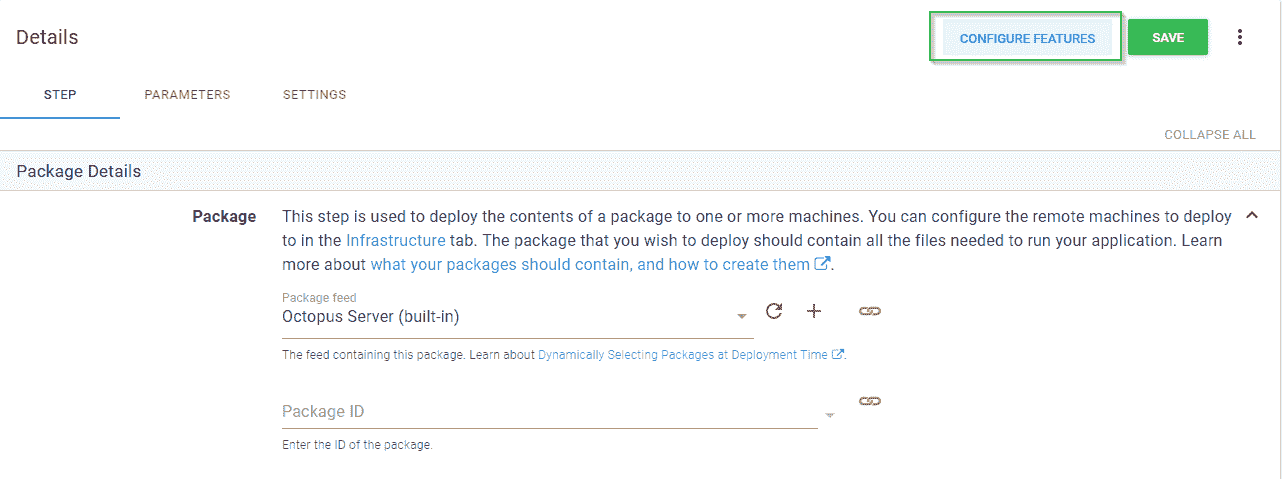 Details
CONFIGURE FEATURES
SAVE
STEP
PARAMETERS
SETTINGS
COLLAPSE ALL
Package Details
Package
This step is used to deploy the contents of a package to one or more machines. You can configure the remote machines to deploy
to in the Infrastructure tab. The package that you wish to deploy should contain all the files needed to run your application. Learn
more about what your packages should contain, and how to create them.
Package feed
Octopus Server (built-in)
The feed containing this package. Learn about Dynamically Selecting Packages at Deployment Time.
Package ID
Enter the ID of the package.